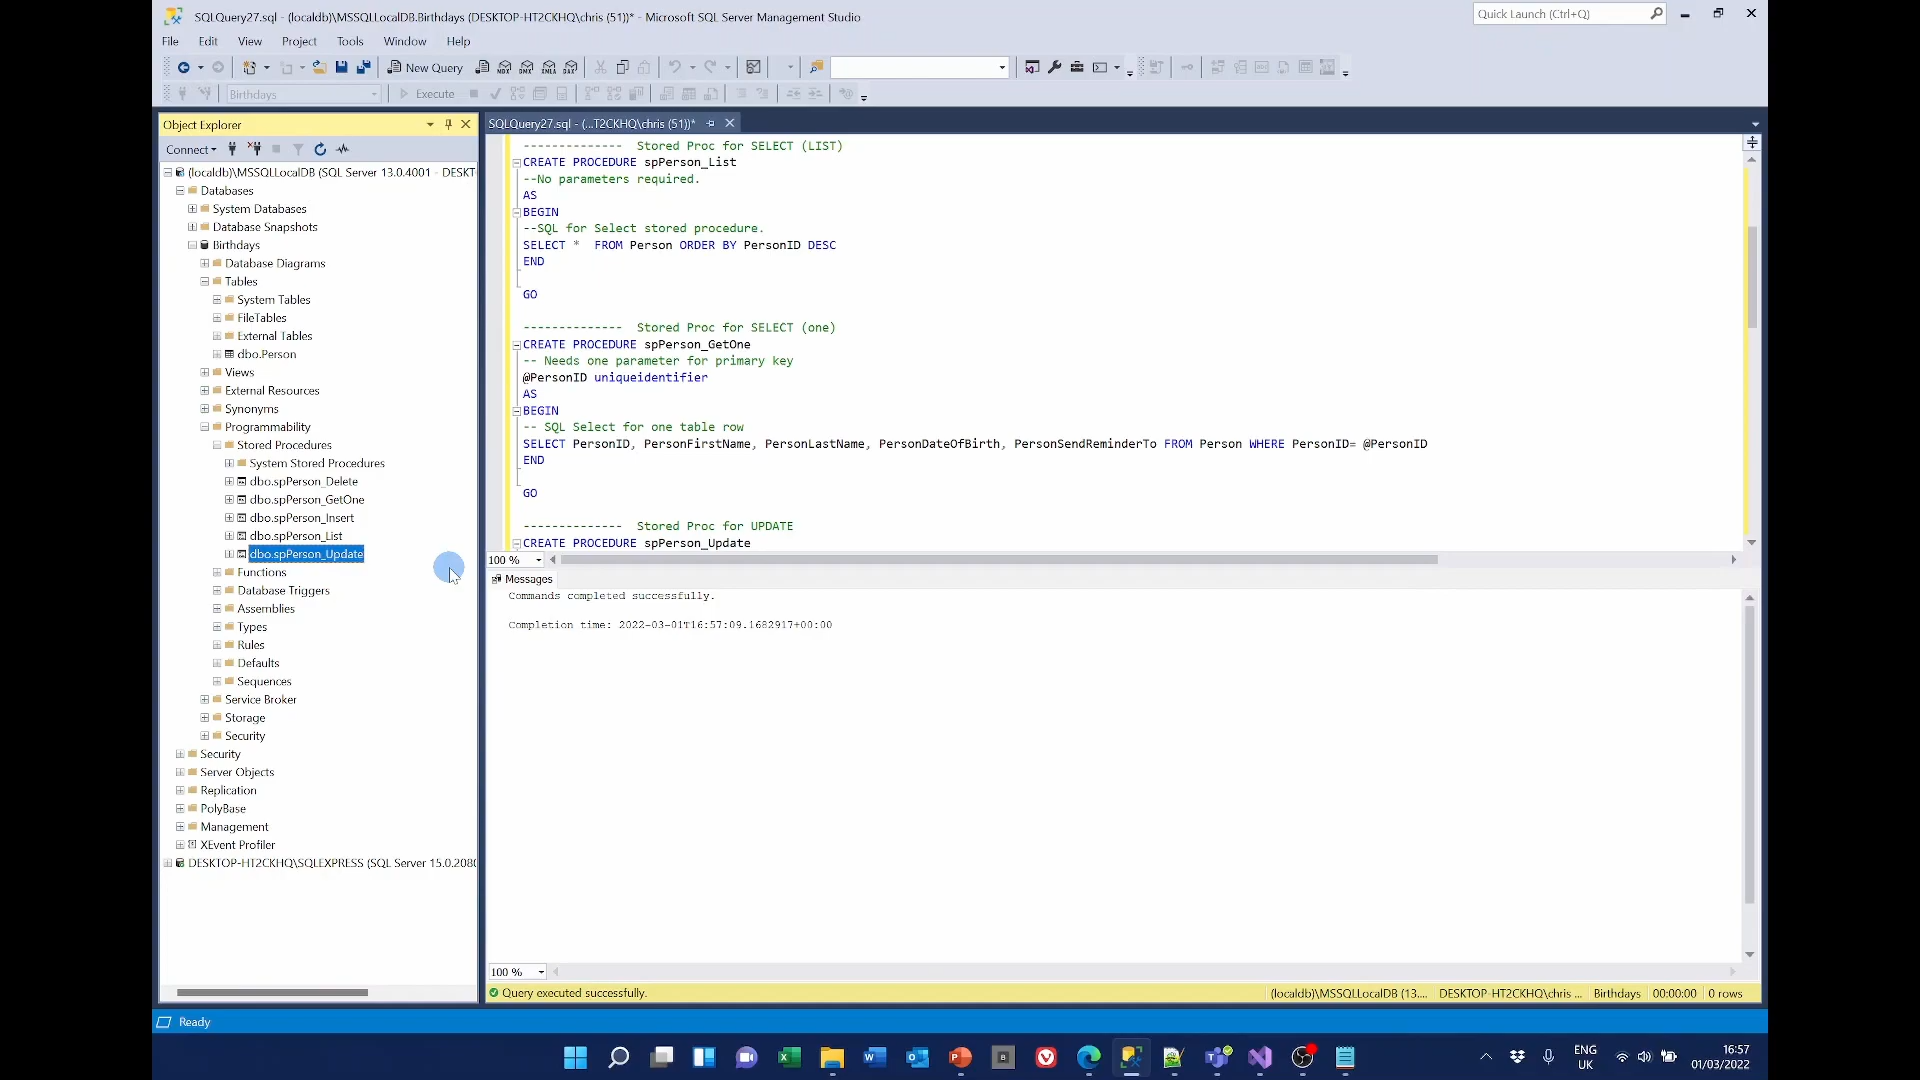 SQLQuery27.sql - (localdb)\MSSQLLocalDB.Birthdays (DESKTOP-HT2CKHQ\chris (51))* - Microsoft SQL Server Management Studio
Quick Launch (Ctrl+Q)
File Edit View Project Tools Window Help
New Query
MDX DMX XMLA DAX
Birthdays
Execute
Object Explorer
SQLQuery27.sql - (...T2CKHQ\chris (51))*
Connect
(localdb)\MSSQLLocalDB (SQL Server 13.0.4001 - DESKT
Databases
System Databases
Database Snapshots
Birthdays
Database Diagrams
Tables
System Tables
FileTables
External Tables
dbo.Person
Views
External Resources
Synonyms
Programmability
Stored Procedures
System Stored Procedures
dbo.spPerson_Delete
dbo.spPerson_GetOne
dbo.spPerson_Insert
dbo.spPerson_List
dbo.spPerson_Update
Functions
Database Triggers
Assemblies
Types
Rules
Defaults
Sequences
Service Broker
Storage
Security
Security
Server Objects
Replication
PolyBase
Management
XEvent Profiler
DESKTOP-HT2CKHQ\SQLEXPRESS (SQL Server 15.0.208
-------------- Stored Proc for SELECT (LIST)
CREATE PROCEDURE spPerson_List
--No parameters required.
AS
BEGIN
--SQL for Select stored procedure.
SELECT * FROM Person ORDER BY PersonID DESC
END
GO
-------------- Stored Proc for SELECT (one)
CREATE PROCEDURE spPerson_GetOne
-- Needs one parameter for primary key
@PersonID uniqueidentifier
AS
BEGIN
-- SQL Select for one table row
SELECT PersonID, PersonFirstName, PersonLastName, PersonDateOfBirth, PersonSendReminderTo FROM Person WHERE PersonID= @PersonID
END
GO
-------------- Stored Proc for UPDATE
CREATE PROCEDURE spPerson_Update
100 %
Messages
Commands completed successfully.
Completion time: 2022-03-01T16:57:09.1682917+00:00
100 %
Query executed successfully.
(localdb)\MSSQLLocalDB (13.... DESKTOP-HT2CKHQ\chris ... Birthdays 00:00:00 0 rows
Ready
ENG
UK
16:57
01/03/2022